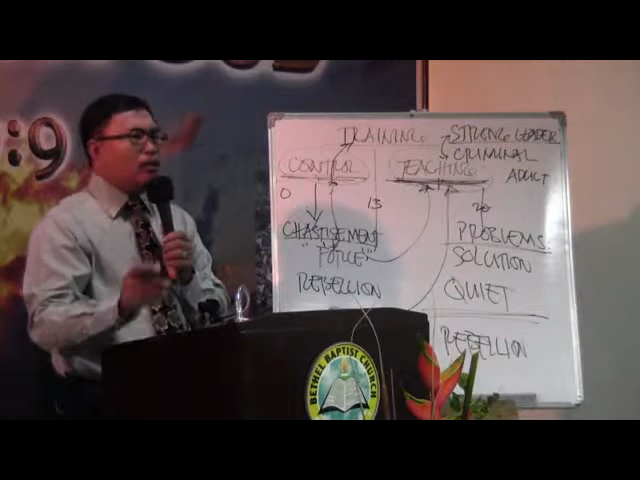 :9
TRAINING STRONG LEADER
CRIMINAL
CONTROL TEACHING ADULT
0 13 20
CHASTISEMENT PROBLEMS:
"FORCE" SOLUTION
REBELLION QUIET
REBELLION
BETHEL BAPTIST CHURCH